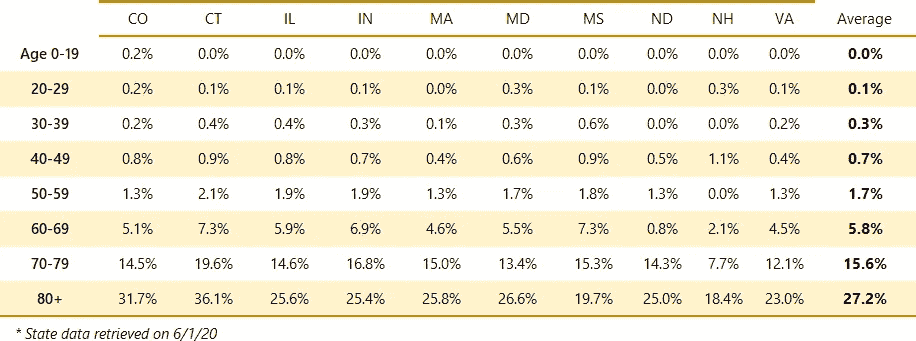 CO CT IL IN MA MD MS ND NH VA Average
Age 0-19 0.2% 0.0% 0.0% 0.0% 0.0% 0.0% 0.0% 0.0% 0.0% 0.0% 0.0%
20-29 0.2% 0.1% 0.1% 0.1% 0.0% 0.3% 0.1% 0.0% 0.3% 0.1% 0.1%
30-39 0.2% 0.4% 0.4% 0.3% 0.1% 0.3% 0.6% 0.0% 0.0% 0.2% 0.3%
40-49 0.8% 0.9% 0.8% 0.7% 0.4% 0.6% 0.9% 0.5% 1.1% 0.4% 0.7%
50-59 1.3% 2.1% 1.9% 1.9% 1.3% 1.7% 1.8% 1.3% 0.0% 1.3% 1.7%
60-69 5.1% 7.3% 5.9% 6.9% 4.6% 5.5% 7.3% 0.8% 2.1% 4.5% 5.8%
70-79 14.5% 19.6% 14.6% 16.8% 15.0% 13.4% 15.3% 14.3% 7.7% 12.1% 15.6%
80+ 31.7% 36.1% 25.6% 25.4% 25.8% 26.6% 19.7% 25.0% 18.4% 23.0% 27.2%
* State data retrieved on 6/1/20